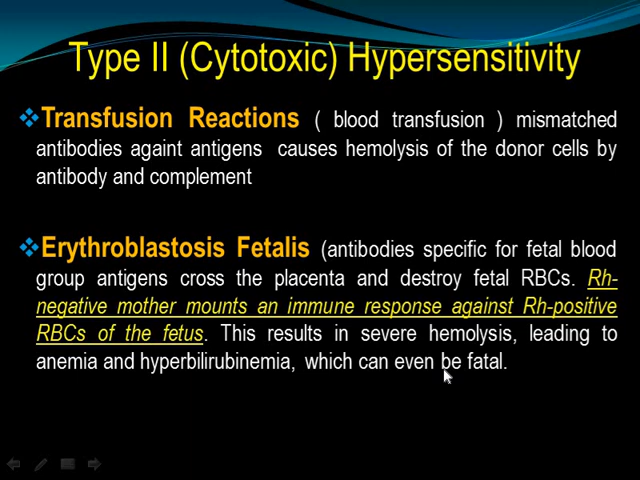 Type II (Cytotoxic) Hypersensitivity
Transfusion Reactions ( blood transfusion ) mismatched
antibodies againt antigens causes hemolysis of the donor cells by
antibody and complement
Erythroblastosis Fetalis (antibodies specific for fetal blood
group antigens cross the placenta and destroy fetal RBCs. Rh-
negative mother mounts an immune response against Rh-positive
RBCs of the fetus. This results in severe hemolysis, leading to
anemia and hyperbilirubinemia, which can even be fatal.